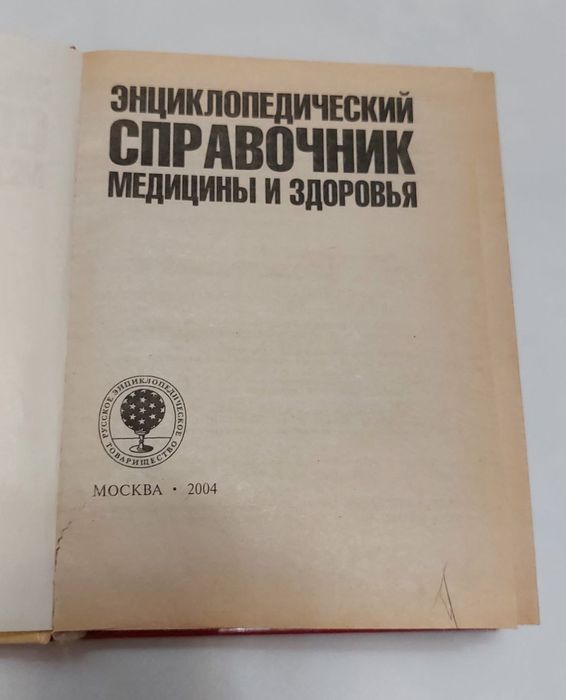 ЭНЦИКЛОПЕДИЧЕСКИЙ
СПРАВОЧНИК
МЕДИЦИНЫ И ЗДОРОВЬЯ
РУССКОЕ ЭНЦИКЛОПЕДИЧЕСКОЕ
ТОВАРИЩЕСТВО
МОСКВА • 2004